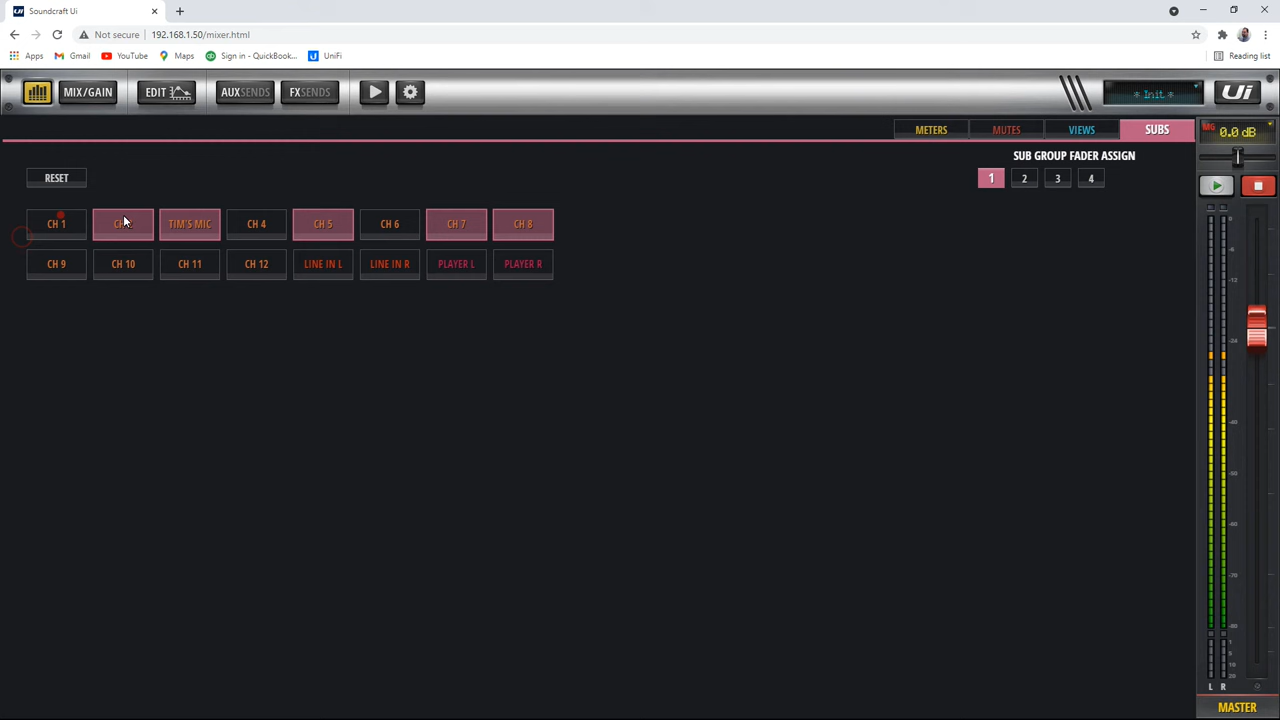 Soundcraft Ui
Not secure 192.168.1.50/mixer.html
Apps Gmail YouTube Maps Sign in - QuickBook... UniFi Reading list
MIX/GAIN EDIT AUXSENDS FXSENDS * Init * Ui
METERS MUTES VIEWS SUBS MG 0.0 dB
RESET SUB GROUP FADER ASSIGN
1 2 3 4
CH 1 TIM'S MIC CH 4 CH 5 CH 6 CH 7 CH 8
CH 9 CH 10 CH 11 CH 12 LINE IN L LINE IN R PLAYER L PLAYER R
L R
MASTER